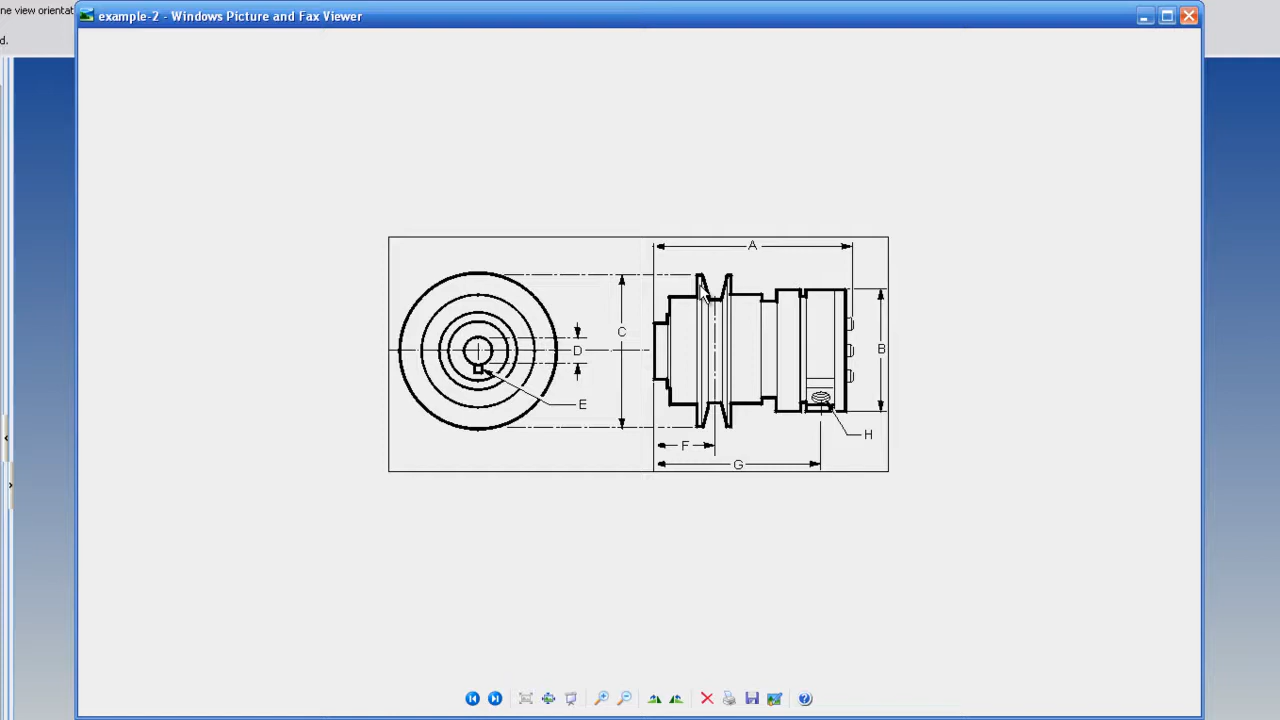 ne view orientat
example-2 - Windows Picture and Fax Viewer
d.
A
C
D
B
E
F
H
G